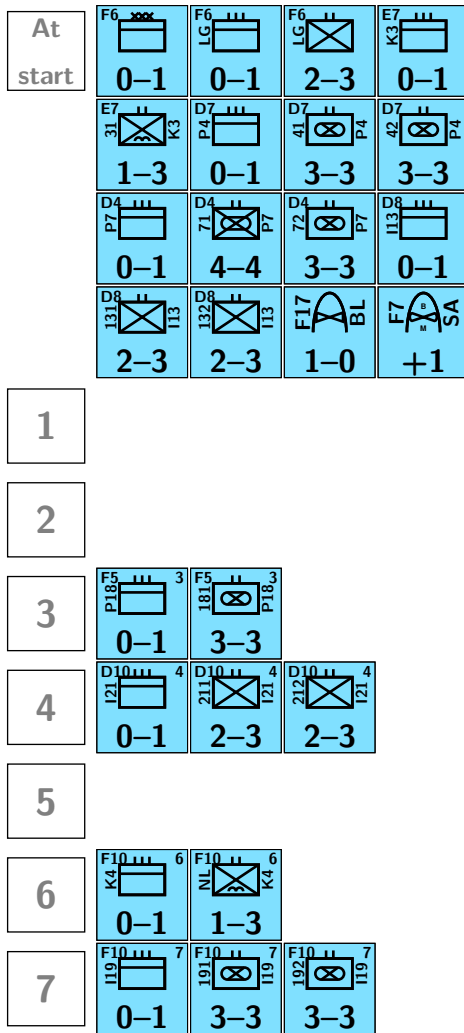 At
start
F6 F6 F6 E7
LG LG K3
0–1 0–1 2–3 0–1
E7 D7 D7 D7
31 K3 P4 41 P4 42 P4
1–3 0–1 3–3 3–3
D4 D4 D4 D8
P7 71 P7 72 P7 I13
0–1 4–4 3–3 0–1
D8 D8
131 I13 132 I13 F17 BL F7 B M SA
2–3 2–3 1–0 +1
1
2
3
F5 3 F5 3
P18 181 P18
0–1 3–3
4
D10 4 D10 D10 4
I21 211 I21 212 I21
0–1 2–3 2–3
5
6
F10 6 F10 6
K4 NL K4
0–1 1–3
7
F10 7 F10 7 F10 7
I19 191 I19 192 I19
0–1 3–3 3–3